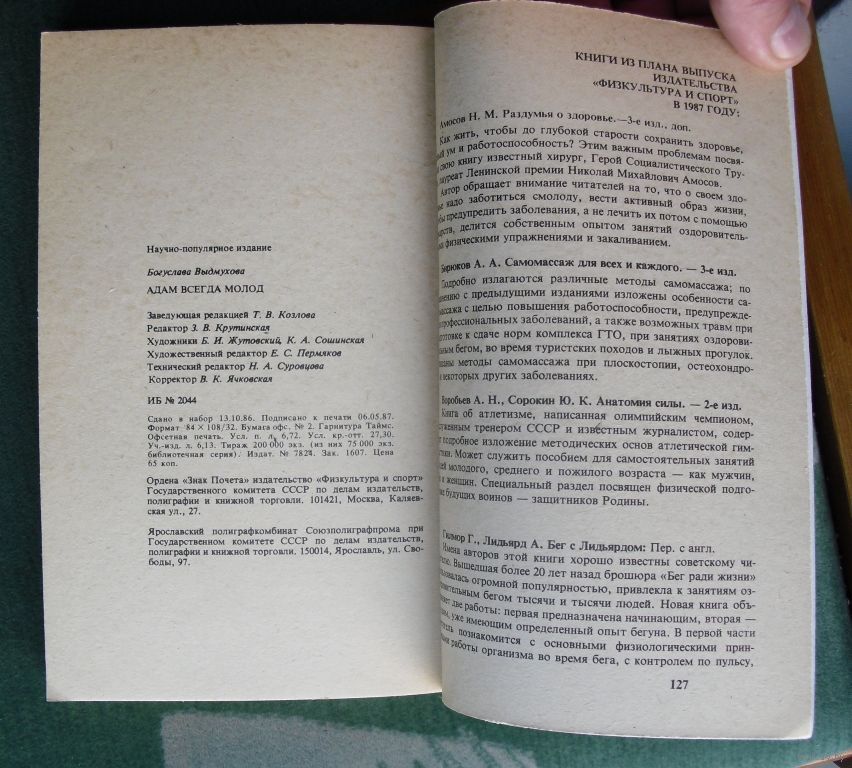 Научно-популярное издание
Богуслава Выдмухова
АДАМ ВСЕГДА МОЛОД
Заведующая редакцией Т. В. Козлова
Редактор З. В. Крутинская
Художники Б. И. Жутовский, К. А. Сошинская
Художественный редактор Е. С. Пермяков
Технический редактор Н. А. Суровцова
Корректор В. К. Ячковская
ИБ № 2044
Сдано в набор 13.10.86. Подписано к печати 06.05.87.
Формат 84 × 108/32. Бумага офс. № 2. Гарнитура Таймс.
Офсетная печать. Усл. п. л. 6,72. Усл. кр.-отт. 27,30.
Уч.-изд. л. 6,13. Тираж 200 000 экз. (из них 75 000 экз.
библиотечная серия). Издат. № 7824. Зак. 1607. Цена
65 коп.
Ордена «Знак Почета» издательство «Физкультура и спорт»
Государственного комитета СССР по делам издательств,
полиграфии и книжной торговли. 101421, Москва, Каляев-
ская ул., 27.
Ярославский полиграфкомбинат Союзполиграфпрома при
Государственном комитете СССР по делам издательств,
полиграфии и книжной торговли. 150014, Ярославль, ул. Сво-
боды, 97.
КНИГИ ИЗ ПЛАНА ВЫПУСКА
ИЗДАТЕЛЬСТВА
«ФИЗКУЛЬТУРА И СПОРТ»
В 1987 ГОДУ:
Амосов Н. М. Раздумья о здоровье.—3-е изд., доп.
Как жить, чтобы до глубокой старости сохранить здоровье,
ум и работоспособность? Этим важным проблемам посвя-
свою книгу известный хирург, Герой Социалистического Тру-
лауреат Ленинской премии Николай Михайлович Амосов.
Автор обращает внимание читателей на то, что о своем здо-
надо заботиться смолоду, вести активный образ жизни,
предупредить заболевания, а не лечить их потом с помощью
делится собственным опытом занятий оздоровитель-
физическими упражнениями и закаливанием.
Бирюков А. А. Самомассаж для всех и каждого. — 3-е изд.
Подробно излагаются различные методы самомассажа; по
с предыдущими изданиями изложены особенности са-
массажа с целью повышения работоспособности, предупрежде-
профессиональных заболеваний, а также возможных травм при
к сдаче норм комплекса ГТО, при занятиях оздорови-
бегом, во время туристских походов и лыжных прогулок.
методы самомассажа при плоскостопии, остеохондро-
некоторых других заболеваниях.
Воробьев А. Н., Сорокин Ю. К. Анатомия силы. — 2-е изд.
Книга об атлетизме, написанная олимпийским чемпионом,
тренером СССР и известным журналистом, содер-
подробное изложение методических основ атлетической гим-
Может служить пособием для самостоятельных занятий
молодого, среднего и пожилого возраста — как мужчин,
и женщин. Специальный раздел посвящен физической подго-
будущих воинов — защитников Родины.
Гилмор Г., Лидьярд А. Бег с Лидьярдом: Пер. с англ.
Имена авторов этой книги хорошо известны советскому чи-
Вышедшая более 20 лет назад брошюра «Бег ради жизни»
огромной популярностью, привлекла к занятиям оз-
бегом тысячи и тысячи людей. Новая книга объ-
две работы: первая предназначена начинающим, вторая —
уже имеющим определенный опыт бегуна. В первой части
познакомится с основными физиологическими прин-
работы организма во время бега, с контролем по пульсу,
127